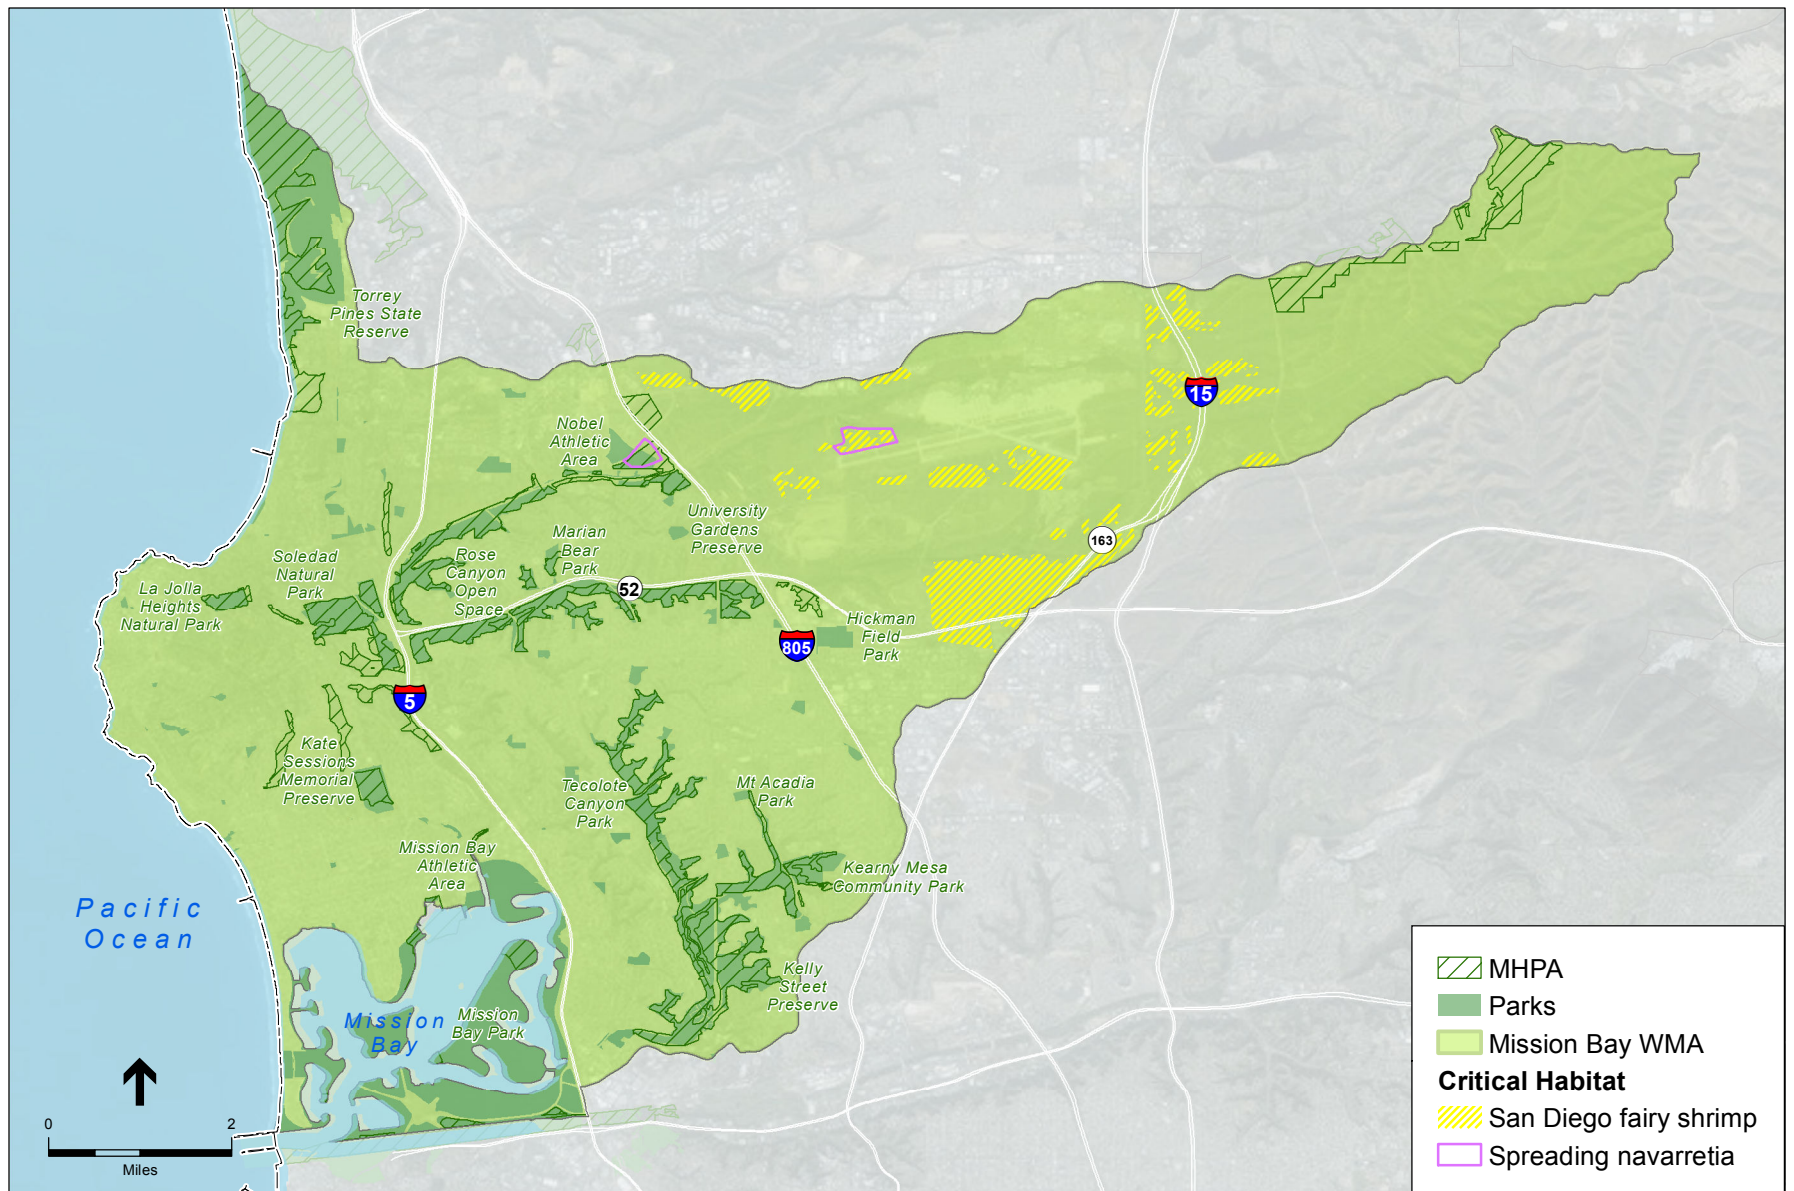 Torrey
Pines State
Reserve
15
Nobel
Athletic
Area
University
Gardens
Preserve
163
Marian
Bear
Park
Rose
Canyon
Open
Space
Soledad
Natural
Park
La Jolla
Heights
Natural Park
52
Hickman
Field
Park
805
5
Kate
Sessions
Memorial
Preserve
Tecolote
Canyon
Park
Mt Acadia
Park
Mission Bay
Athletic
Area
Kearny Mesa
Community Park
Pacific
Ocean
Kelly
Street
Preserve
Mission
Bay
Mission
Bay Park
0 2
Miles
MHPA
Parks
Mission Bay WMA
Critical Habitat
San Diego fairy shrimp
Spreading navarretia